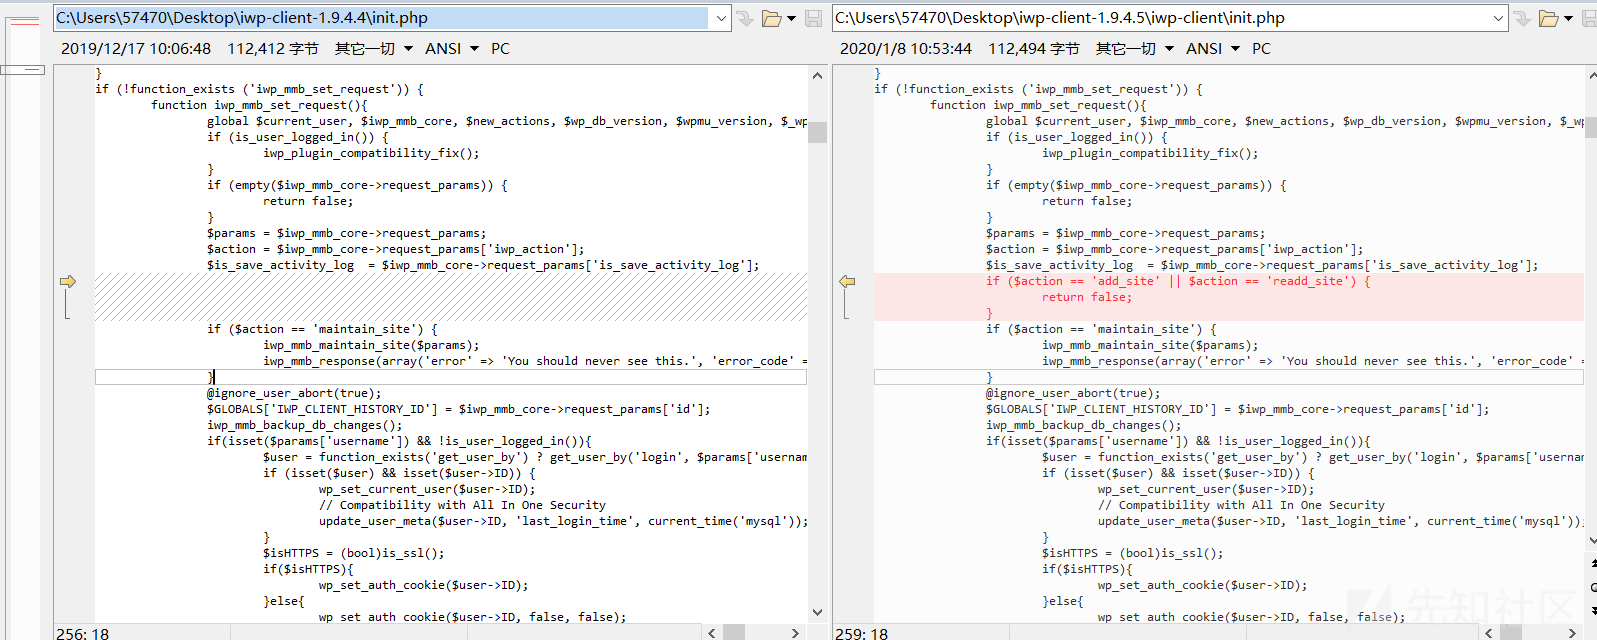 C:\Users\57470\Desktop\iwp-client-1.9.4.4\init.php
2019/12/17 10:06:48 112,412 字节 其它一切 ANSI PC
}
if (!function_exists ('iwp_mmb_set_request')) {
function iwp_mmb_set_request(){
global $current_user, $iwp_mmb_core, $new_actions, $wp_db_version, $wpmu_version, $_wp
if (is_user_logged_in()) {
iwp_plugin_compatibility_fix();
}
if (empty($iwp_mmb_core->request_params)) {
return false;
}
$params = $iwp_mmb_core->request_params;
$action = $iwp_mmb_core->request_params['iwp_action'];
$is_save_activity_log  = $iwp_mmb_core->request_params['is_save_activity_log'];
if ($action == 'maintain_site') {
iwp_mmb_maintain_site($params);
iwp_mmb_response(array('error' => 'You should never see this.', 'error_code' =
}
@ignore_user_abort(true);
$GLOBALS['IWP_CLIENT_HISTORY_ID'] = $iwp_mmb_core->request_params['id'];
iwp_mmb_backup_db_changes();
if(isset($params['username']) && !is_user_logged_in()){
$user = function_exists('get_user_by') ? get_user_by('login', $params['usernam
if (isset($user) && isset($user->ID)) {
wp_set_current_user($user->ID);
// Compatibility with All In One Security
update_user_meta($user->ID, 'last_login_time', current_time('mysql'));
}
$isHTTPS = (bool)is_ssl();
if($isHTTPS){
wp_set_auth_cookie($user->ID);
}else{
wp_set_auth_cookie($user->ID, false, false);
256: 18
C:\Users\57470\Desktop\iwp-client-1.9.4.5\iwp-client\init.php
2020/1/8 10:53:44 112,494 字节 其它一切 ANSI PC
}
if (!function_exists ('iwp_mmb_set_request')) {
function iwp_mmb_set_request(){
global $current_user, $iwp_mmb_core, $new_actions, $wp_db_version, $wpmu_version, $_wp
if (is_user_logged_in()) {
iwp_plugin_compatibility_fix();
}
if (empty($iwp_mmb_core->request_params)) {
return false;
}
$params = $iwp_mmb_core->request_params;
$action = $iwp_mmb_core->request_params['iwp_action'];
$is_save_activity_log  = $iwp_mmb_core->request_params['is_save_activity_log'];
if ($action == 'add_site' || $action == 'readd_site') {
return false;
}
if ($action == 'maintain_site') {
iwp_mmb_maintain_site($params);
iwp_mmb_response(array('error' => 'You should never see this.', 'error_code' =
}
@ignore_user_abort(true);
$GLOBALS['IWP_CLIENT_HISTORY_ID'] = $iwp_mmb_core->request_params['id'];
iwp_mmb_backup_db_changes();
if(isset($params['username']) && !is_user_logged_in()){
$user = function_exists('get_user_by') ? get_user_by('login', $params['usernam
if (isset($user) && isset($user->ID)) {
wp_set_current_user($user->ID);
// Compatibility with All In One Security
update_user_meta($user->ID, 'last_login_time', current_time('mysql'));
}
$isHTTPS = (bool)is_ssl();
if($isHTTPS){
wp_set_auth_cookie($user->ID);
}else{
wp_set_auth_cookie($user->ID, false, false);
259: 18
先知社区